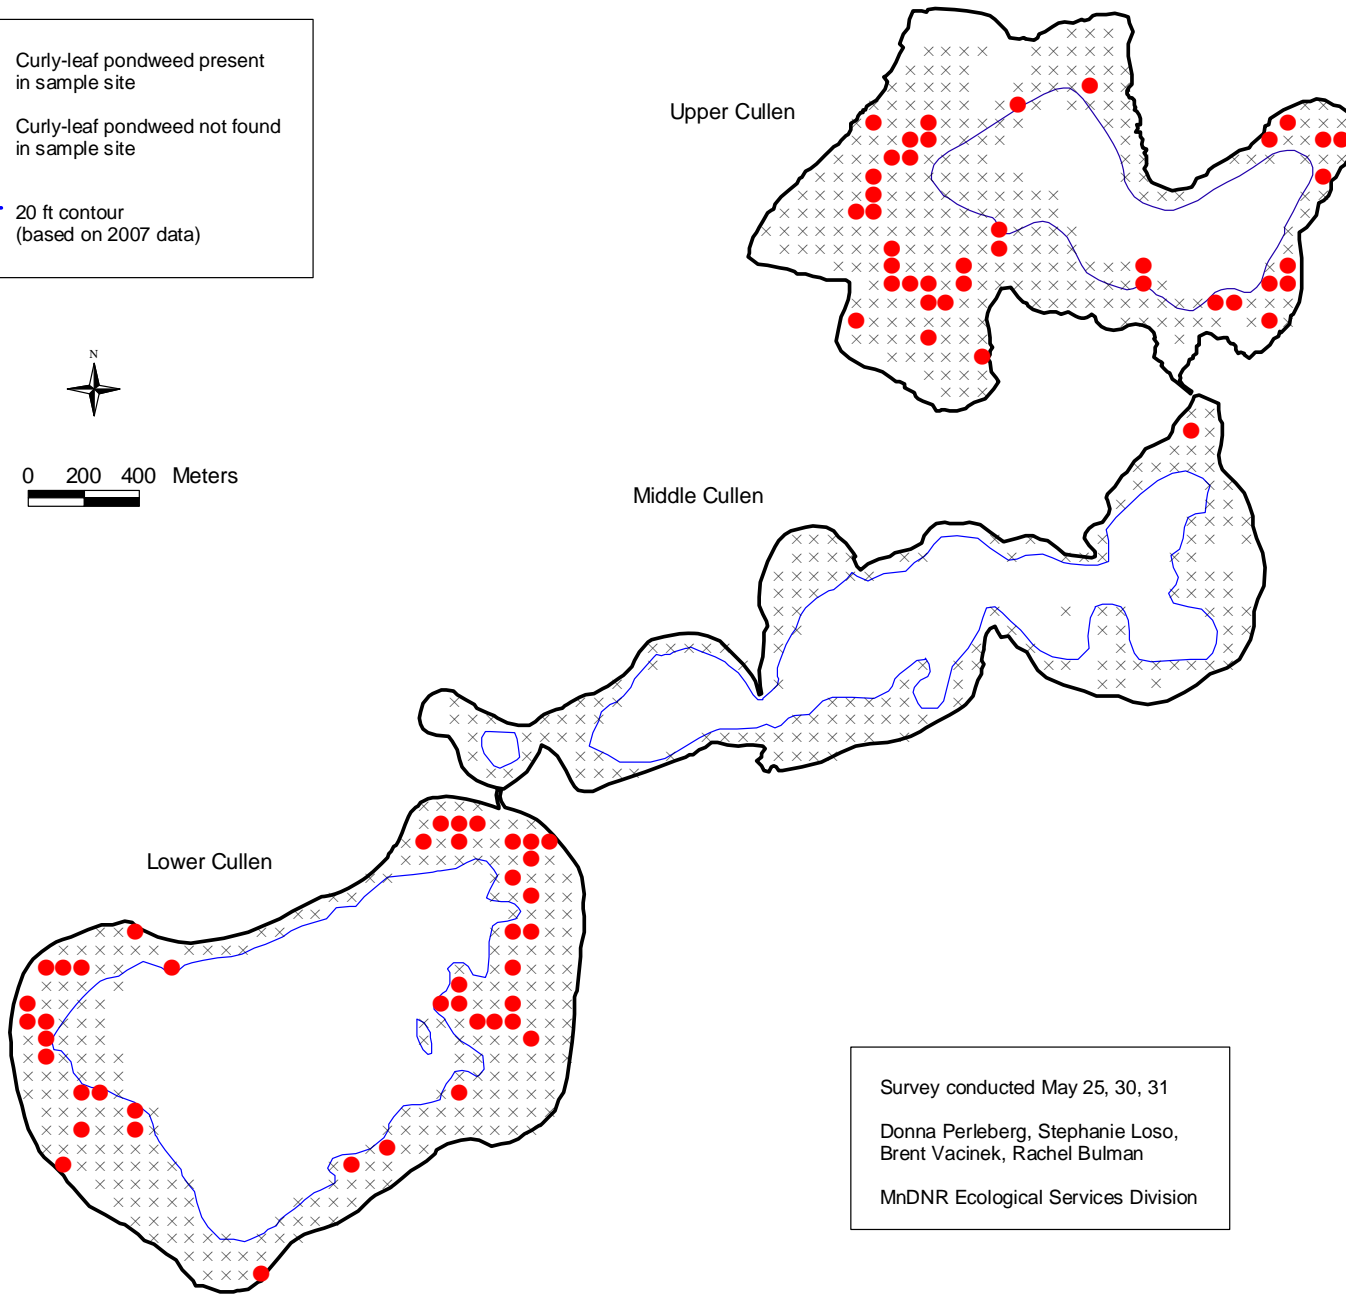 Curly-leaf pondweed present
in sample site
Curly-leaf pondweed not found
in sample site
20 ft contour
(based on 2007 data)
N
0 200 400 Meters
Upper Cullen
Middle Cullen
Lower Cullen
Survey conducted May 25, 30, 31
Donna Perleberg, Stephanie Loso,
Brent Vacinek, Rachel Bulman
MnDNR Ecological Services Division